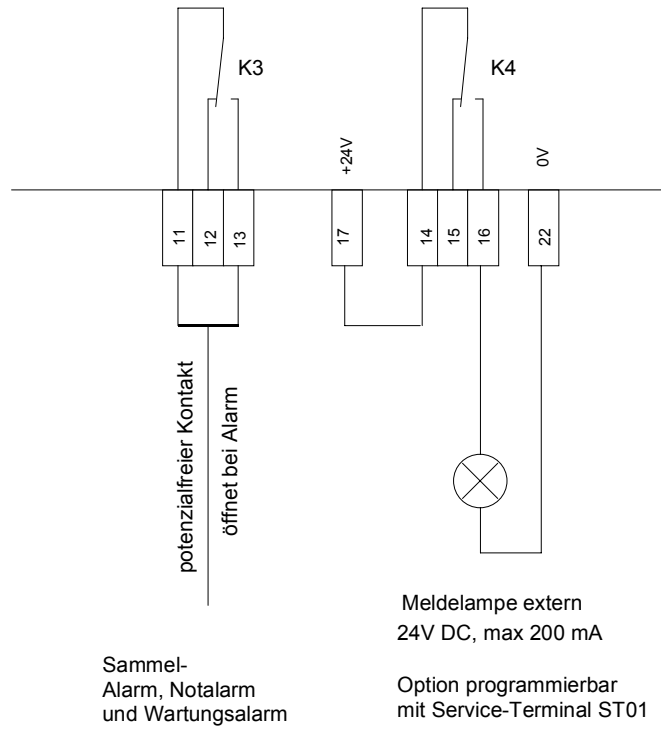 K3
K4
+24V
0V
11
12
13
17
14
15
16
22
potenzialfreier Kontakt
öffnet bei Alarm
Meldelampe extern
24V DC, max 200 mA
Sammel-
Alarm, Notalarm
und Wartungsalarm
Option programmierbar
mit Service-Terminal ST01